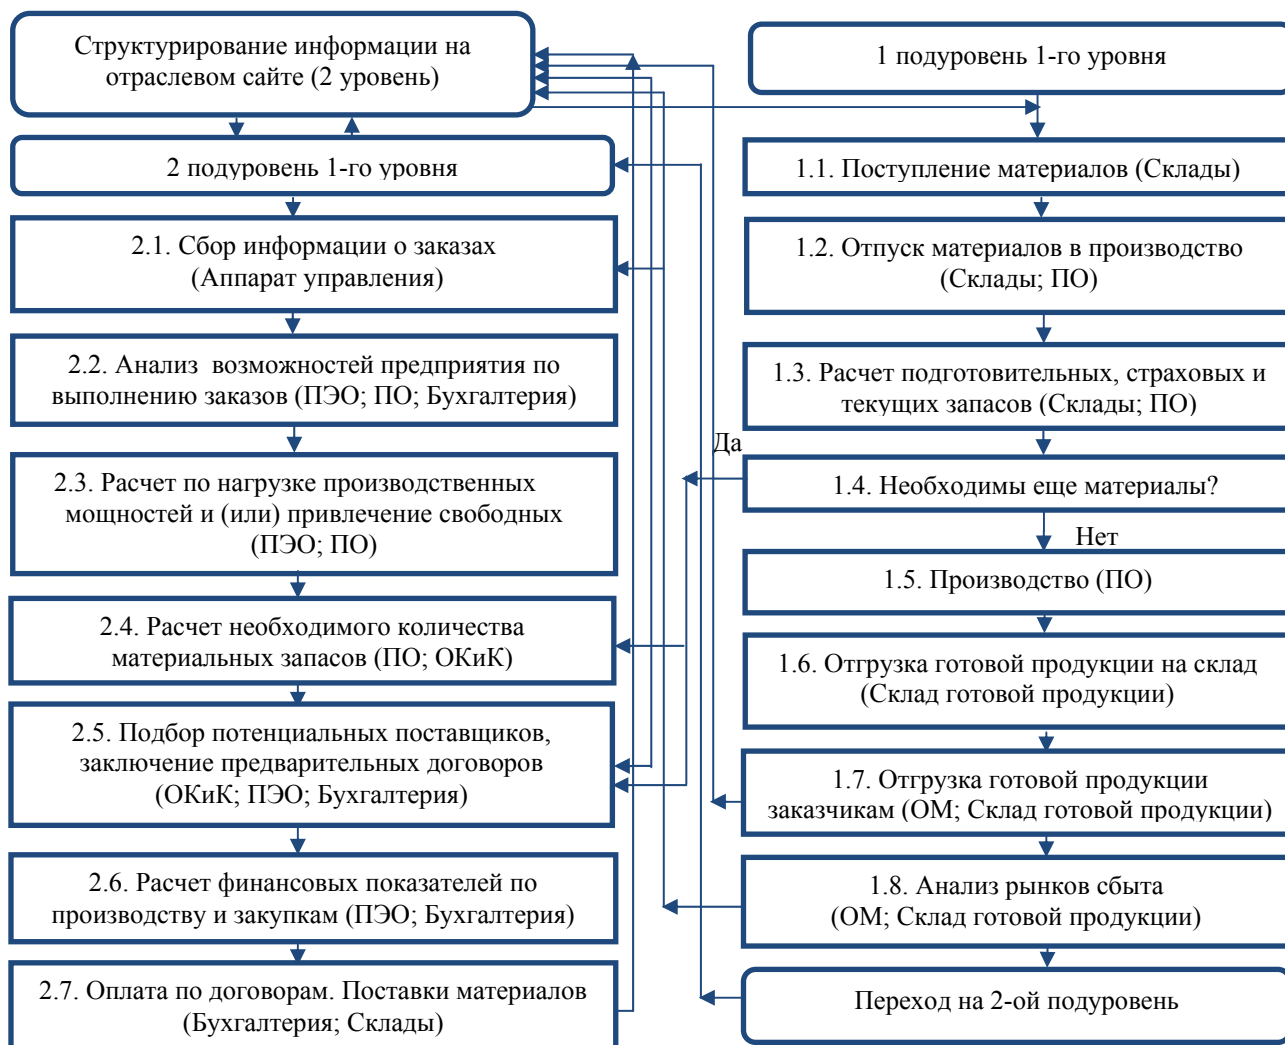 Структурирование информации на
отраслевом сайте (2 уровень)
2 подуровень 1-го уровня
2.1. Сбор информации о заказах
(Аппарат управления)
2.2. Анализ возможностей предприятия по
выполнению заказов (ПЭО; ПО; Бухгалтерия)
2.3. Расчет по нагрузке производственных
мощностей и (или) привлечение свободных
(ПЭО; ПО)
2.4. Расчет необходимого количества
материальных запасов (ПО; ОКиК)
2.5. Подбор потенциальных поставщиков,
заключение предварительных договоров
(ОКиК; ПЭО; Бухгалтерия)
2.6. Расчет финансовых показателей по
производству и закупкам (ПЭО; Бухгалтерия)
2.7. Оплата по договорам. Поставки материалов
(Бухгалтерия; Склады)
1 подуровень 1-го уровня
1.1. Поступление материалов (Склады)
1.2. Отпуск материалов в производство
(Склады; ПО)
1.3. Расчет подготовительных, страховых и
текущих запасов (Склады; ПО)
Да
1.4. Необходимы еще материалы?
Нет
1.5. Производство (ПО)
1.6. Отгрузка готовой продукции на склад
(Склад готовой продукции)
1.7. Отгрузка готовой продукции
заказчикам (ОМ; Склад готовой продукции)
1.8. Анализ рынков сбыта
(ОМ; Склад готовой продукции)
Переход на 2-ой подуровень